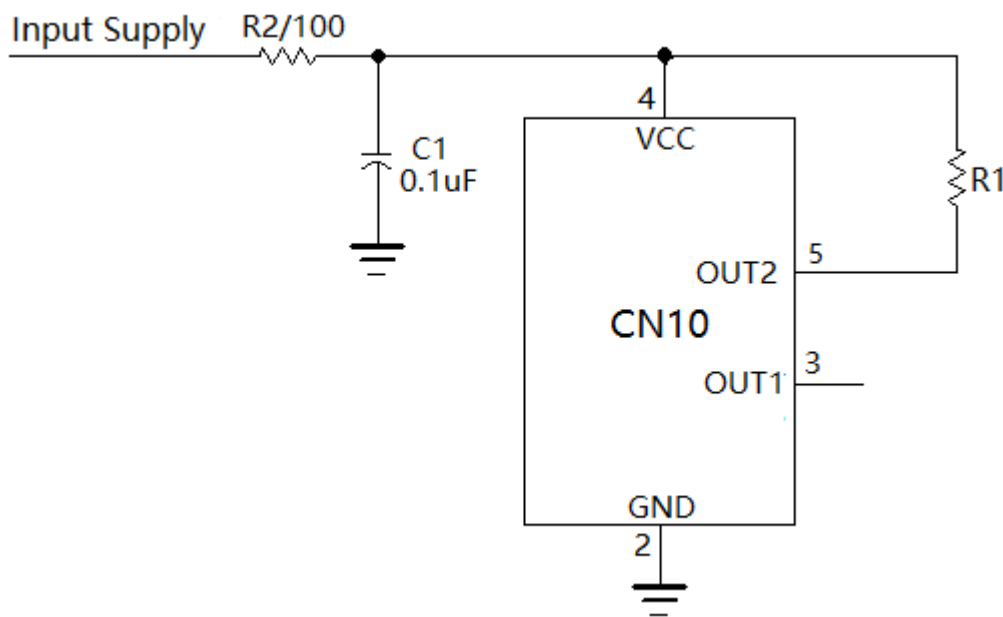 Input Supply
R2/100
4
VCC
C1
0.1uF
R1
5
OUT2
CN10
3
OUT1
GND
2